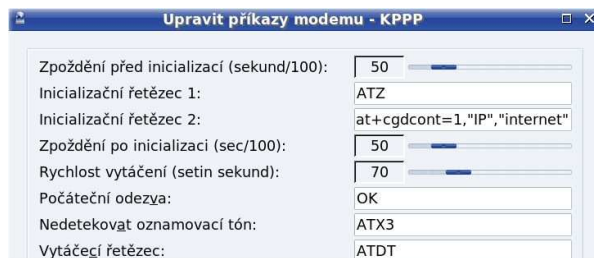 Upravit příkazy modemu - KPPP
Zpoždění před inicializací (sekund/100): 50
Inicializační řetězec 1: ATZ
Inicializační řetězec 2: at+cgdcont=1,"IP","internet"
Zpoždění po inicializaci (sec/100): 50
Rychlost vytáčení (setin sekund): 70
Počáteční odezva: OK
Nedetekovat oznamovací tón: ATX3
Vytáčecí řetězec: ATDT